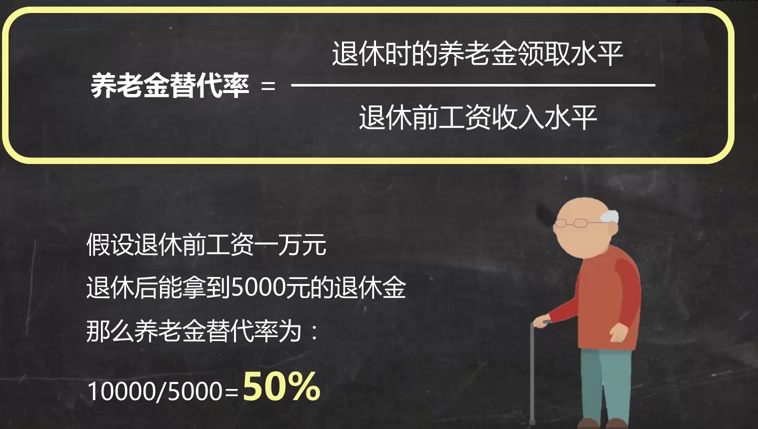 退休时的养老金领取水平
养老金替代率 =
退休前工资收入水平
假设退休前工资一万元
退休后能拿到5000元的退休金
那么养老金替代率为：
10000/5000=50%